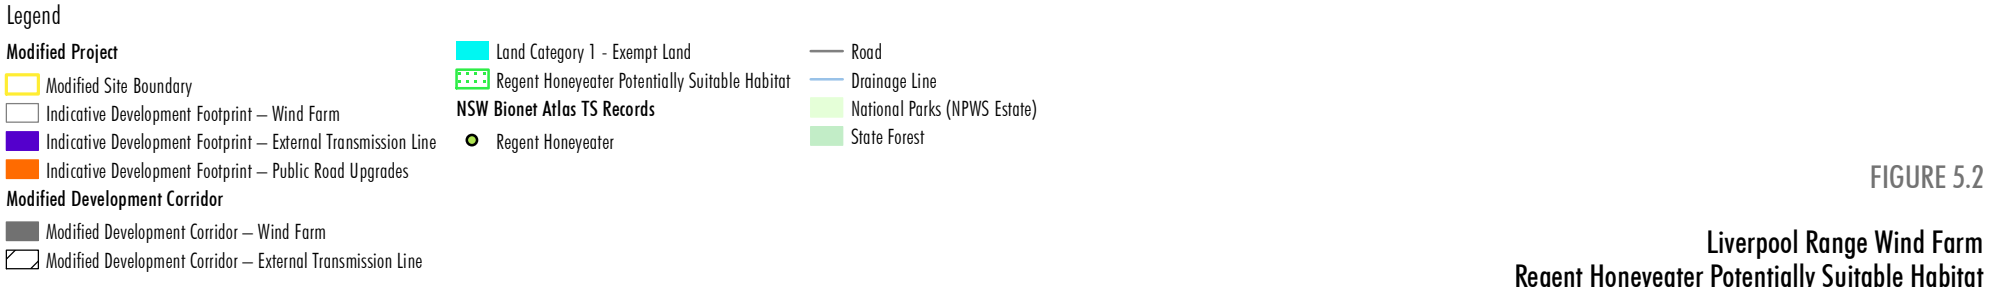 Legend
Modified Project
Modified Site Boundary
Indicative Development Footprint – Wind Farm
Indicative Development Footprint – External Transmission Line
Indicative Development Footprint – Public Road Upgrades
Modified Development Corridor
Modified Development Corridor – Wind Farm
Modified Development Corridor – External Transmission Line
Land Category 1 - Exempt Land
Regent Honeyeater Potentially Suitable Habitat
NSW Bionet Atlas TS Records
Regent Honeyeater
Road
Drainage Line
National Parks (NPWS Estate)
State Forest
FIGURE 5.2
Liverpool Range Wind Farm
Regent Honeyeater Potentially Suitable Habitat